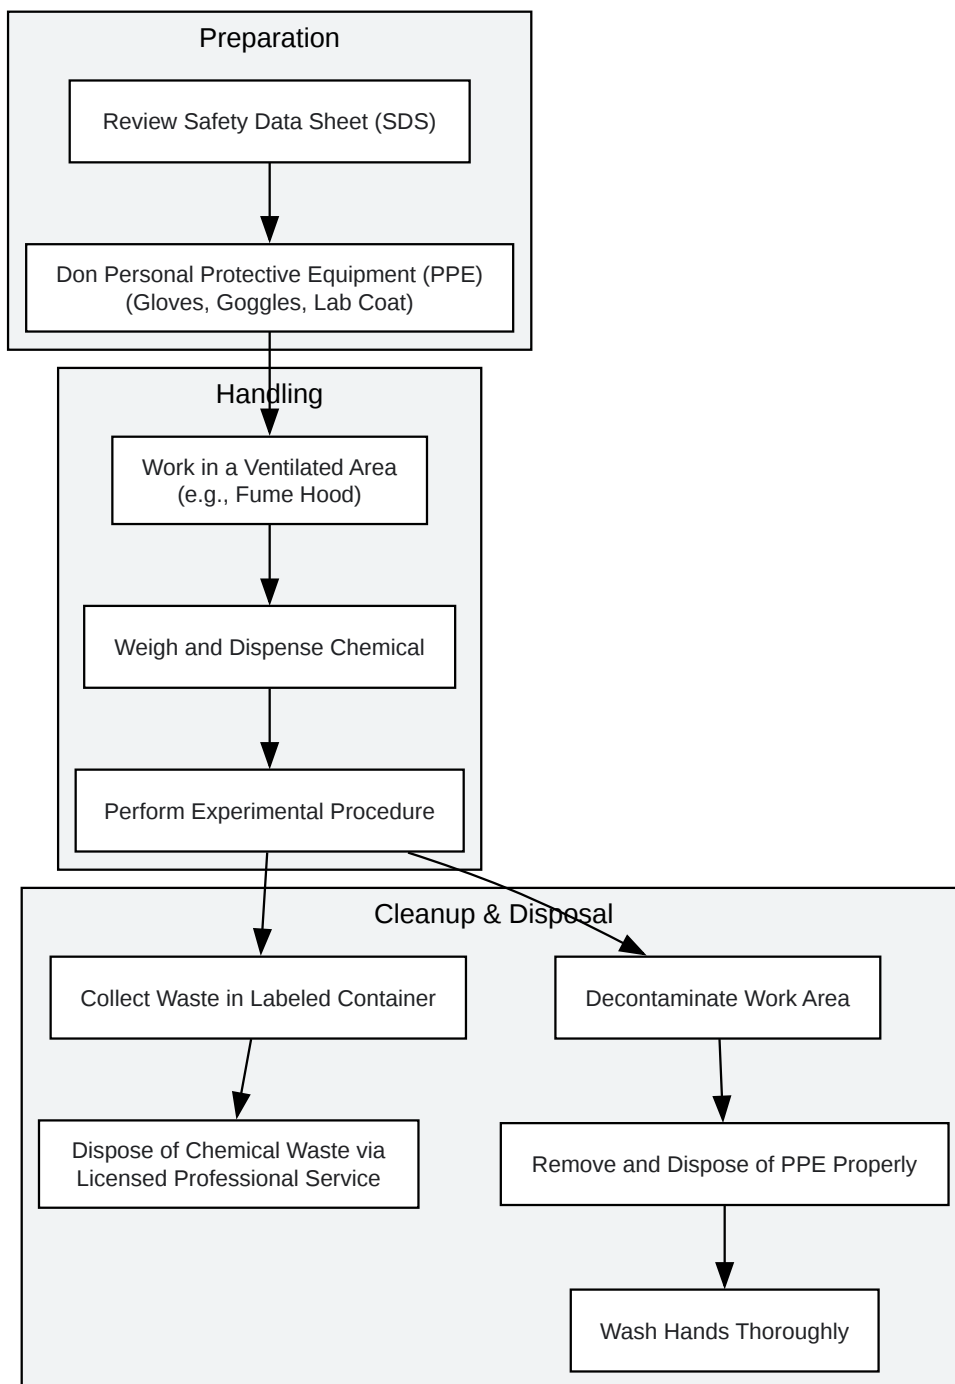 Preparation
Review Safety Data Sheet (SDS)
Don Personal Protective Equipment (PPE)
(Gloves, Goggles, Lab Coat)
Handling
Work in a Ventilated Area
(e.g., Fume Hood)
Weigh and Dispense Chemical
Perform Experimental Procedure
Cleanup & Disposal
Collect Waste in Labeled Container
Decontaminate Work Area
Dispose of Chemical Waste via
Licensed Professional Service
Remove and Dispose of PPE Properly
Wash Hands Thoroughly